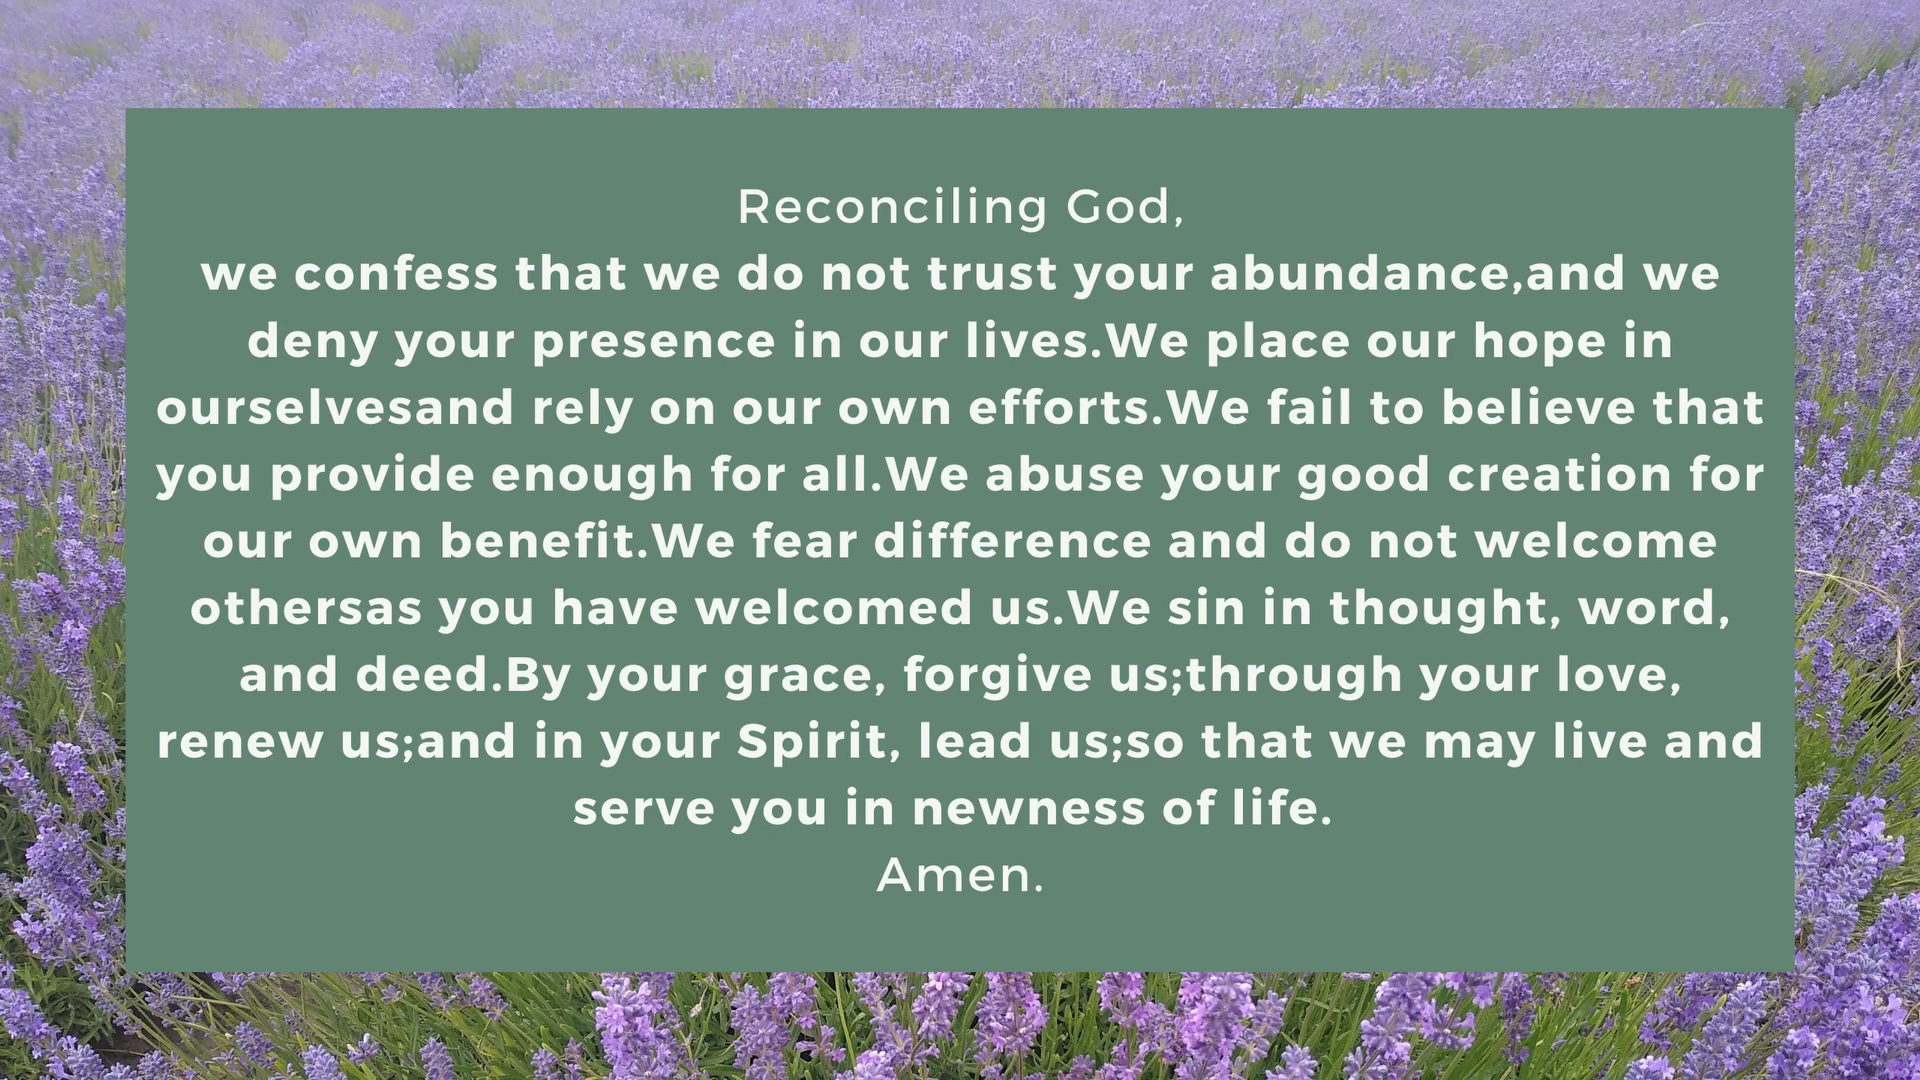 Reconciling God,
we confess that we do not trust your abundance,and we
deny your presence in our lives.We place our hope in
ourselvesand rely on our own efforts.We fail to believe that
you provide enough for all.We abuse your good creation for
our own benefit.We fear difference and do not welcome
othersas you have welcomed us.We sin in thought, word,
and deed.By your grace, forgive us;through your love,
renew us;and in your Spirit, lead us;so that we may live and
serve you in newness of life.
Amen.